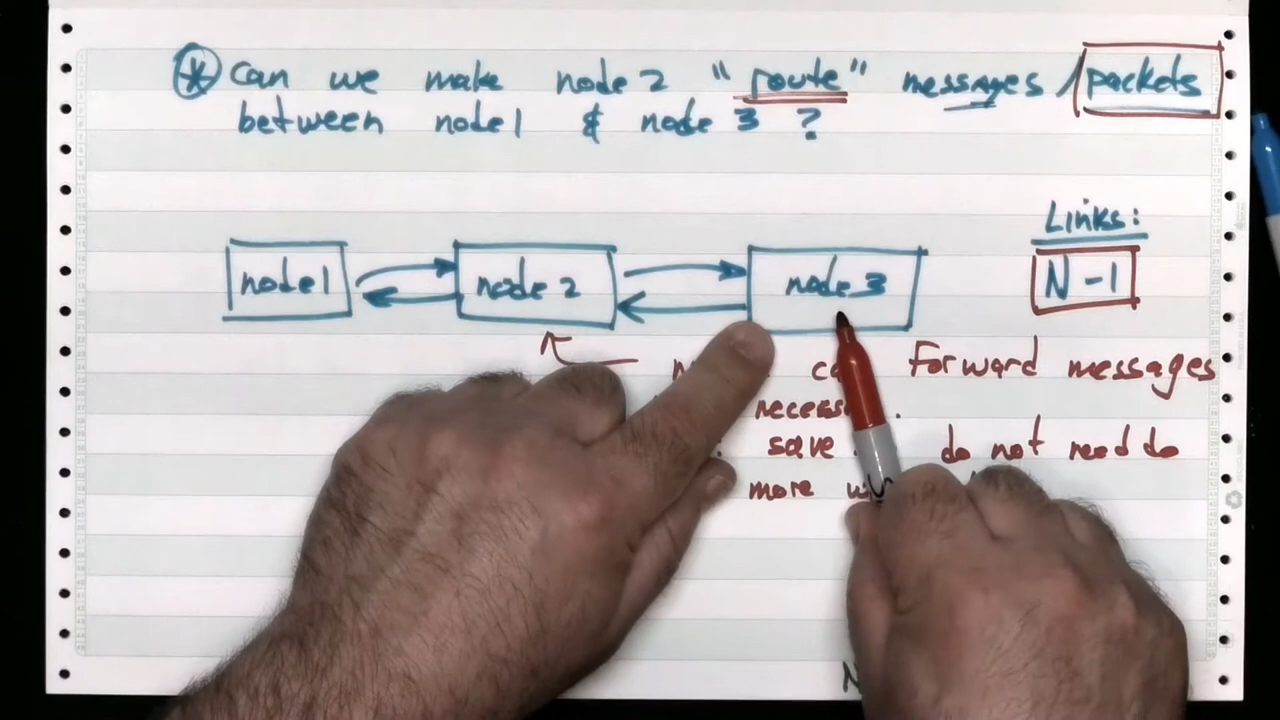 * Can we make node 2 "route" messages / packets
between node 1 & node 3 ?
Links:
node 1 node 2 node 3 N - 1
forward messages
necess
save do not need do
more
N